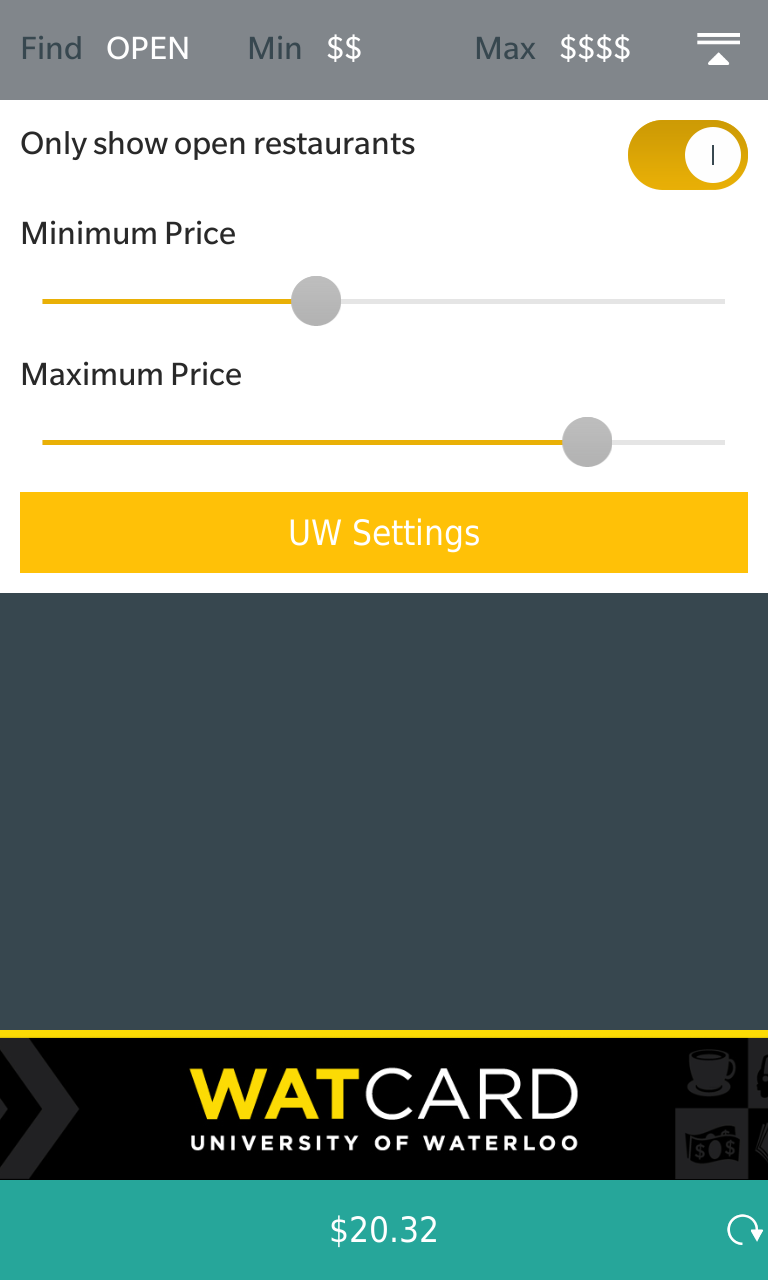 Find OPEN Min $$ Max $$$$
Only show open restaurants
Minimum Price
Maximum Price
UW Settings
WATCARD
UNIVERSITY OF WATERLOO
$ $
$20.32